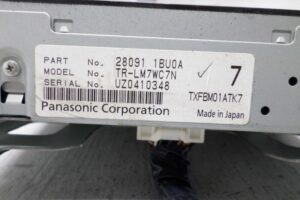 PART No. 28091 1BU0A
MODEL No. TR-LM7WC7N
SERIAL No. UZ0410348
7
TXFBM01ATK7
Panasonic Corporation
Made in Japan